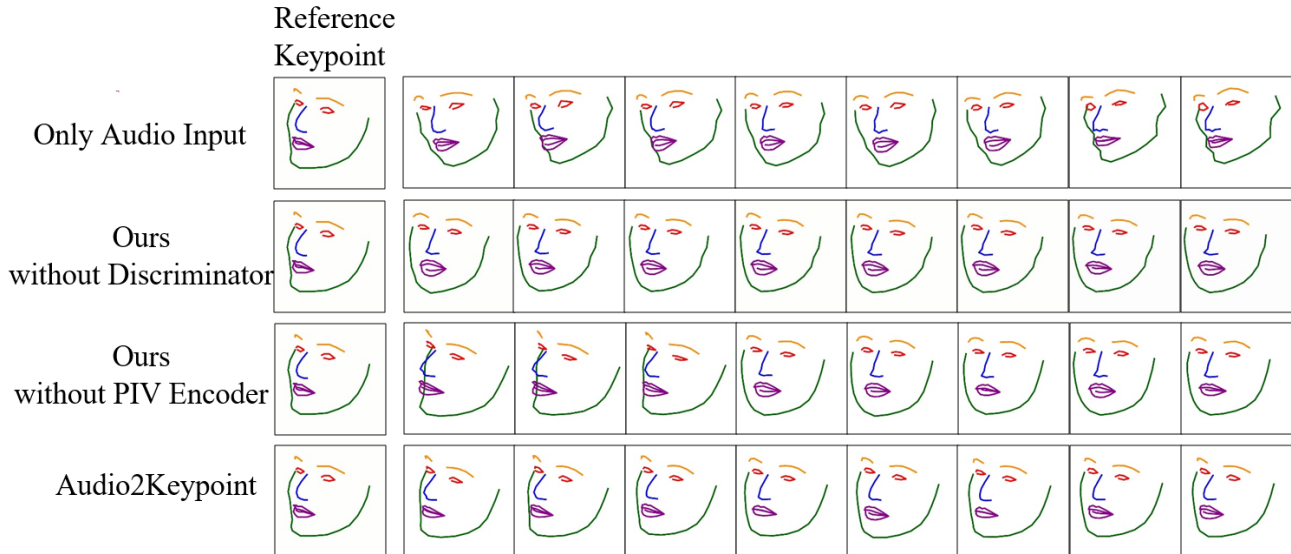 Reference
Keypoint
Only Audio Input
Ours
without Discriminator
Ours
without PIV Encoder
Audio2Keypoint